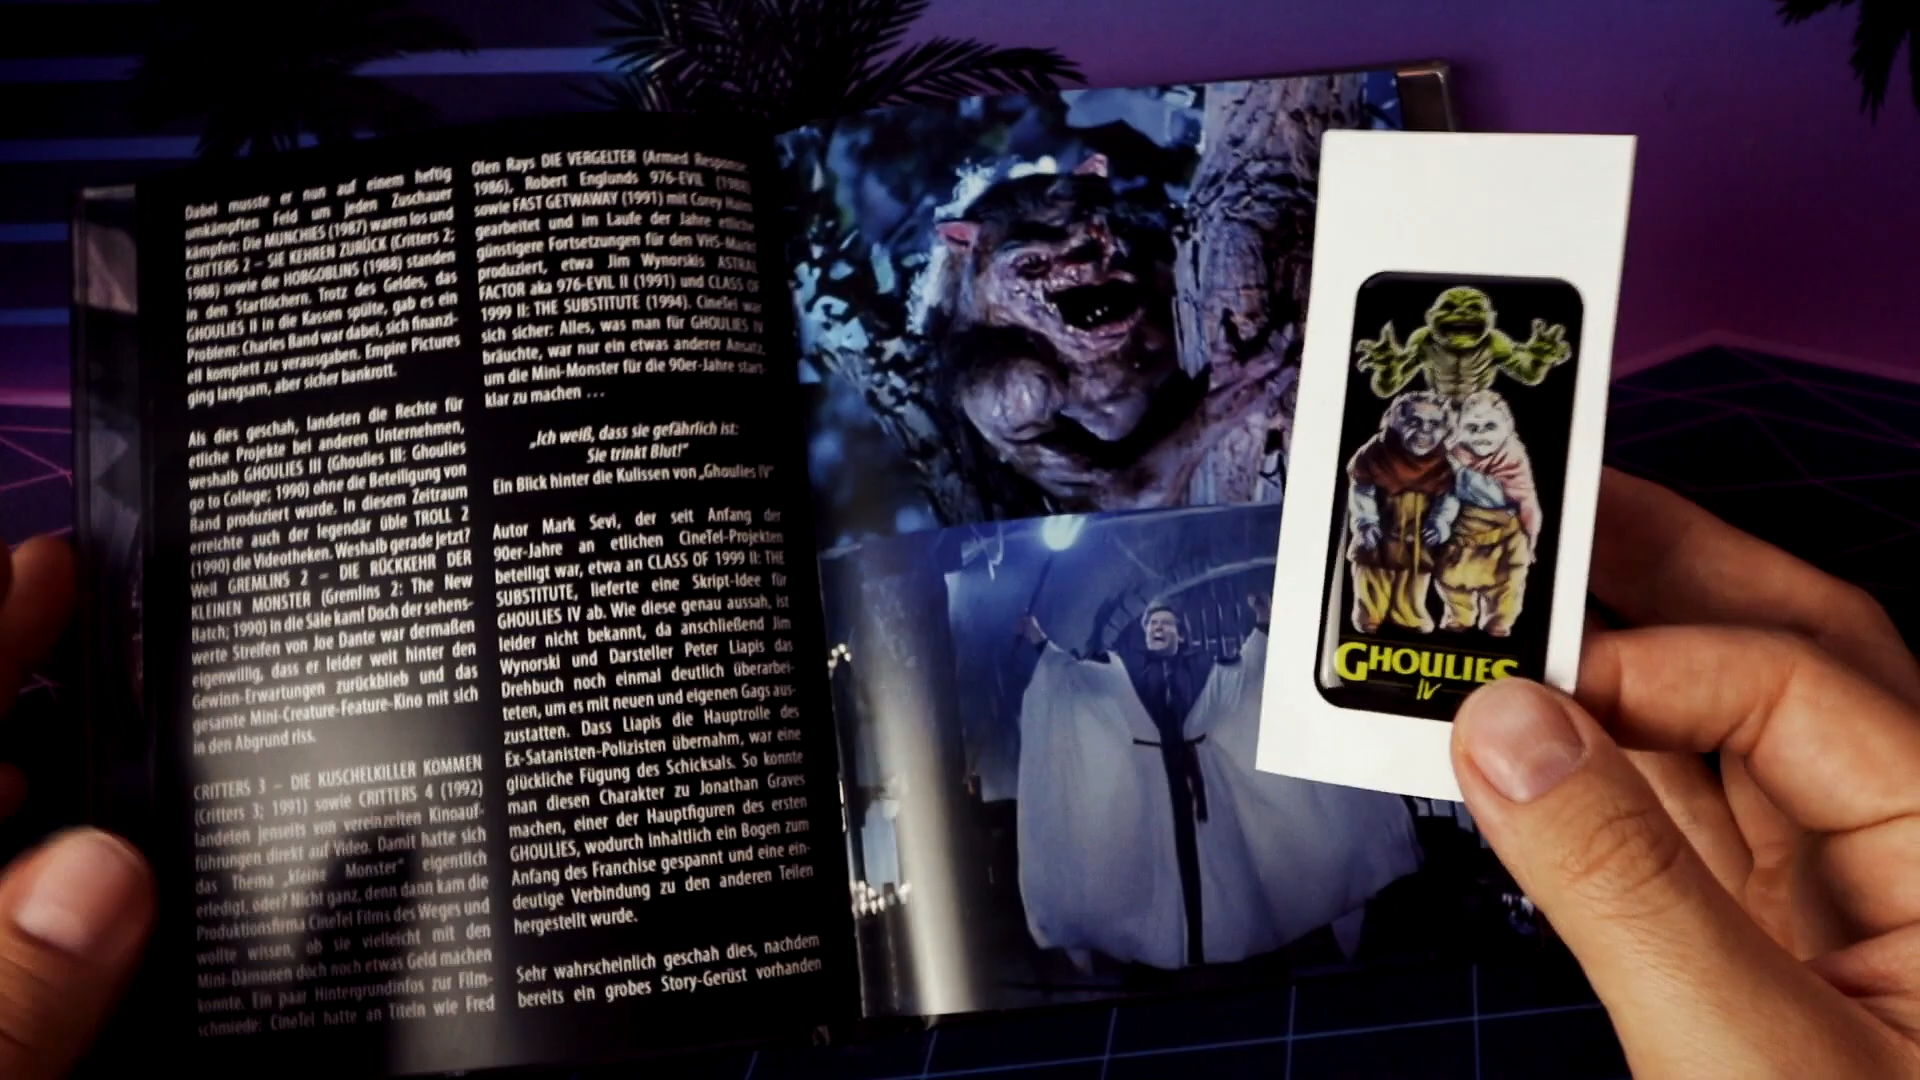 Dabei musste er nun auf einem heftig
umkämpften Feld um jeden Zuschauer
kämpfen: Die MUNCHIES (1987) waren los und
CRITTERS 2 – SIE KEHREN ZURÜCK (Critters 2;
1988) sowie die HOBGOBLINS (1988) standen
in den Startlöchern. Trotz des Geldes, das
GHOULIES II in die Kassen spülte, gab es ein
Problem: Charles Band war dabei, sich finanzi-
ell komplett zu verausgaben. Empire Pictures
ging langsam, aber sicher bankrott.
Als dies geschah, landeten die Rechte für
etliche Projekte bei anderen Unternehmen,
weshalb GHOULIES III (Ghoulies III: Ghoulies
go to College; 1990) ohne die Beteiligung von
Band produziert wurde. In diesem Zeitraum
erreichte auch der legendär üble TROLL 2
(1990) die Videotheken. Weshalb gerade jetzt?
Weil GREMLINS 2 – DIE RÜCKKEHR DER
KLEINEN MONSTER (Gremlins 2: The New
Batch; 1990) in die Säle kam! Doch der sehens-
werte Streifen von Joe Dante war dermaßen
eigenwillig, dass er leider weit hinter den
Gewinn-Erwartungen zurückblieb und das
gesamte Mini-Creature-Feature-Kino mit sich
in den Abgrund riss.
CRITTERS 3 – DIE KUSCHELKILLER KOMMEN
(Critters 3; 1991) sowie CRITTERS 4 (1992)
landeten jenseits von vereinzelten Kinoauf-
führungen direkt auf Video. Damit hatte sich
das Thema „kleine Monster“ eigentlich
erledigt, oder? Nicht ganz, denn dann kam die
Produktionsfirma CineTel Films des Weges und
wollte wissen, ob sie vielleicht mit den
Mini-Dämonen doch noch etwas Geld machen
konnte. Ein paar Hintergrundinfos zur Film-
schmiede: CineTel hatte an Titeln wie Fred
Olen Rays DIE VERGELTER (Armed Response;
1986), Robert Englunds 976-EVIL (1988)
sowie FAST GETWAWAY (1991) mit Corey Haim
gearbeitet und im Laufe der Jahre etliche
günstigere Fortsetzungen für den VHS-Markt
produziert, etwa Jim Wynorskis ASTRAL
FACTOR aka 976-EVIL II (1991) und CLASS OF
1999 II: THE SUBSTITUTE (1994). CineTel war
sich sicher: Alles, was man für GHOULIES IV
bräuchte, war nur ein etwas anderer Ansatz,
um die Mini-Monster für die 90er-Jahre start-
klar zu machen ...
„Ich weiß, dass sie gefährlich ist:
Sie trinkt Blut!“
Ein Blick hinter die Kulissen von „Ghoulies IV“
Autor Mark Sevi, der seit Anfang der
90er-Jahre an etlichen CineTel-Projekten
beteiligt war, etwa an CLASS OF 1999 II: THE
SUBSTITUTE, lieferte eine Skript-Idee für
GHOULIES IV ab. Wie diese genau aussah, ist
leider nicht bekannt, da anschließend Jim
Wynorski und Darsteller Peter Liapis das
Drehbuch noch einmal deutlich überarbei-
teten, um es mit neuen und eigenen Gags aus-
zustatten. Dass Liapis die Hauptrolle des
Ex-Satanisten-Polizisten übernahm, war eine
glückliche Fügung des Schicksals. So konnte
man diesen Charakter zu Jonathan Graves
machen, einer der Hauptfiguren des ersten
GHOULIES, wodurch inhaltlich ein Bogen zum
Anfang des Franchise gespannt und eine ein-
deutige Verbindung zu den anderen Teilen
hergestellt wurde.
Sehr wahrscheinlich geschah dies, nachdem
bereits ein grobes Story-Gerüst vorhanden
GHOULIES
IV